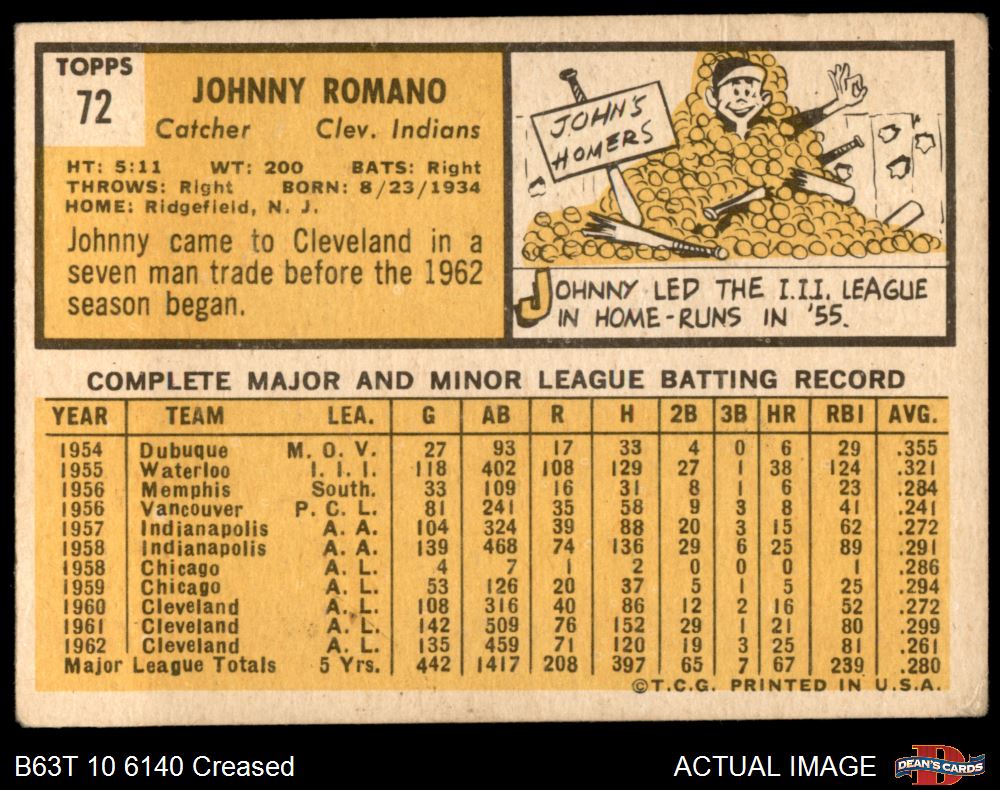 TOPPS
72
JOHNNY ROMANO
Catcher Clev. Indians
HT: 5:11 WT: 200 BATS: Right
THROWS: Right BORN: 8/23/1934
HOME: Ridgefield, N. J.
Johnny came to Cleveland in a
seven man trade before the 1962
season began.
JOHN'S
HOMERS
JOHNNY LED THE I.I.I. LEAGUE
IN HOME-RUNS IN '55.
COMPLETE MAJOR AND MINOR LEAGUE BATTING RECORD
YEAR TEAM LEA. G AB R H 2B 3B HR RBI AVG.
1954 Dubuque M. O. V. 27 93 17 33 4 0 6 29 .355
1955 Waterloo I. I. I. 118 402 108 129 27 1 38 124 .321
1956 Memphis South. 33 109 16 31 8 1 6 23 .284
1956 Vancouver P. C. L. 81 241 35 58 9 3 8 41 .241
1957 Indianapolis A. A. 104 324 39 88 20 3 15 62 .272
1958 Indianapolis A. A. 139 468 74 136 29 6 25 89 .291
1958 Chicago A. L. 4 7 1 2 0 0 0 1 .286
1959 Chicago A. L. 53 126 20 37 5 1 5 25 .294
1960 Cleveland A. L. 108 316 40 86 12 2 16 52 .272
1961 Cleveland A. L. 142 509 76 152 29 1 21 80 .299
1962 Cleveland A. L. 135 459 71 120 19 3 25 81 .261
Major League Totals 5 Yrs. 442 1417 208 397 65 7 67 239 .280
©T.C.G. PRINTED IN U.S.A.
B63T 10 6140 Creased
ACTUAL IMAGE
DEAN'S CARDS